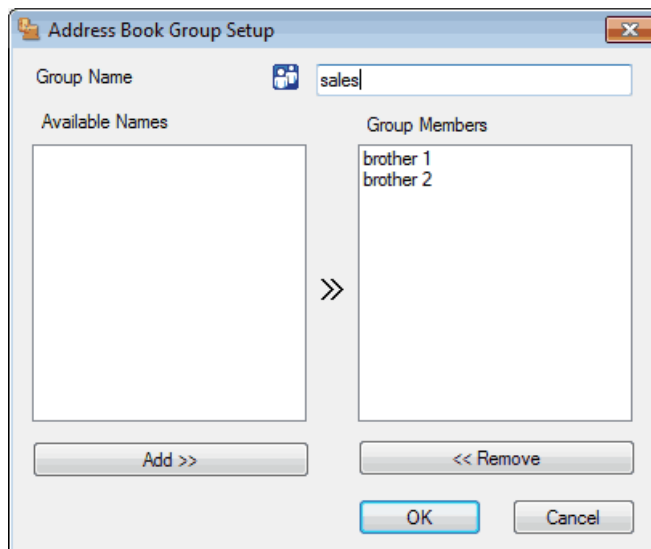 Address Book Group Setup
Group Name
sales
Available Names
Group Members
brother 1
brother 2
Add >>
<< Remove
OK
Cancel